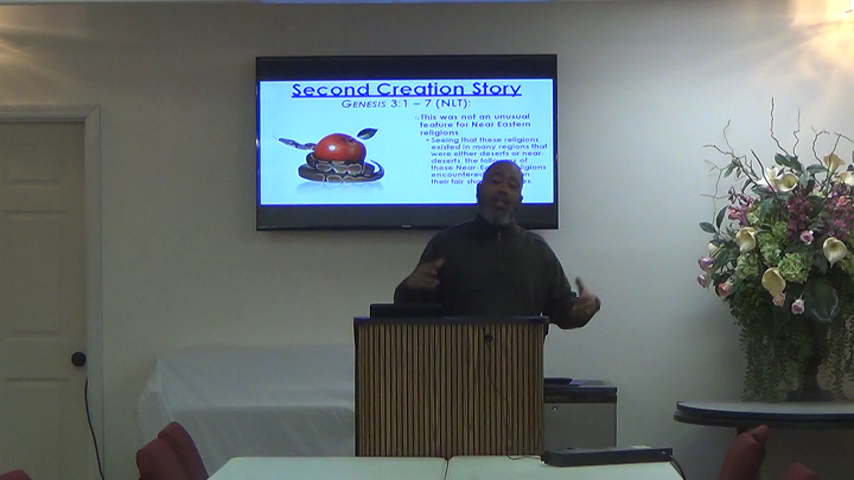 Second Creation Story
Genesis 3:1 – 7 (NLT):
This was not an unusual
feature for Near Eastern
religions
Seeing that these religions
existed in many regions that
were either deserts or near-
deserts, the followers of
these Near-Eastern religions
encountered
their fair